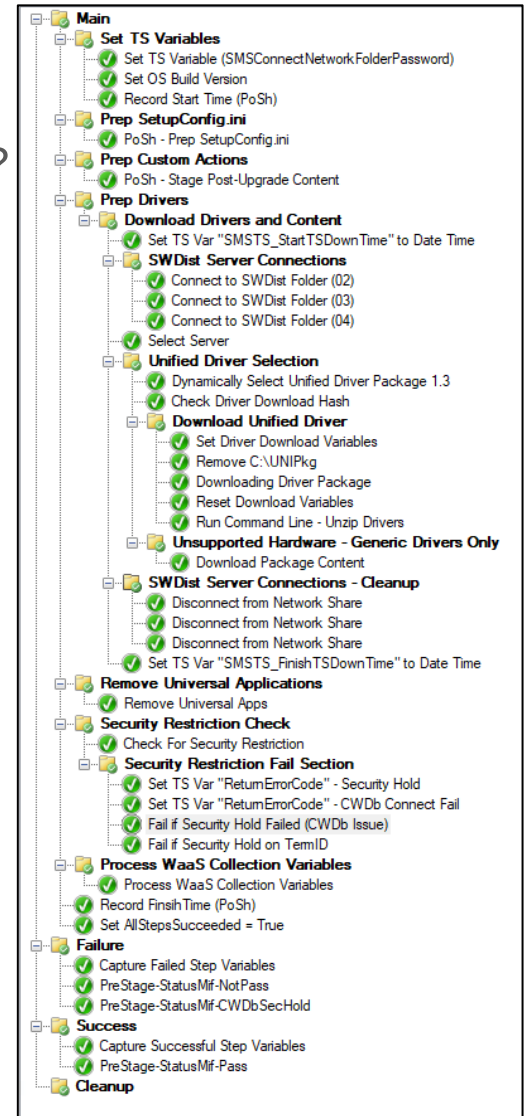 Main
Set TS Variables
Set TS Variable (SMSConnectNetworkFolderPassword)
Set OS Build Version
Record Start Time (PoSh)
Prep SetupConfig.ini
PoSh - Prep SetupConfig.ini
?
Prep Custom Actions
PoSh - Stage Post-Upgrade Content
Prep Drivers
Download Drivers and Content
Set TS Var "SMSTS_StartTSDownTime" to Date Time
SWDist Server Connections
Connect to SWDist Folder (02)
Connect to SWDist Folder (03)
Connect to SWDist Folder (04)
Select Server
Unified Driver Selection
Dynamically Select Unified Driver Package 1.3
Check Driver Download Hash
Download Unified Driver
Set Driver Download Variables
Remove C:\UNIPkg
Downloading Driver Package
Reset Download Variables
Run Command Line - Unzip Drivers
Unsupported Hardware - Generic Drivers Only
Download Package Content
SWDist Server Connections - Cleanup
Disconnect from Network Share
Disconnect from Network Share
Disconnect from Network Share
Set TS Var "SMSTS_FinishTSDownTime" to Date Time
Remove Universal Applications
Remove Universal Apps
Security Restriction Check
Check For Security Restriction
Security Restriction Fail Section
Set TS Var "ReturnErrorCode" - Security Hold
Set TS Var "ReturnErrorCode" - CWDb Connect Fail
Fail if Security Hold Failed (CWDb Issue)
Fail if Security Hold on TermID
Process WaaS Collection Variables
Process WaaS Collection Variables
Record FinsihTime (PoSh)
Set AllStepsSucceeded = True
Failure
Capture Failed Step Variables
PreStage-StatusMif-NotPass
PreStage-StatusMif-CWDbSecHold
Success
Capture Successful Step Variables
PreStage-StatusMif-Pass
Cleanup